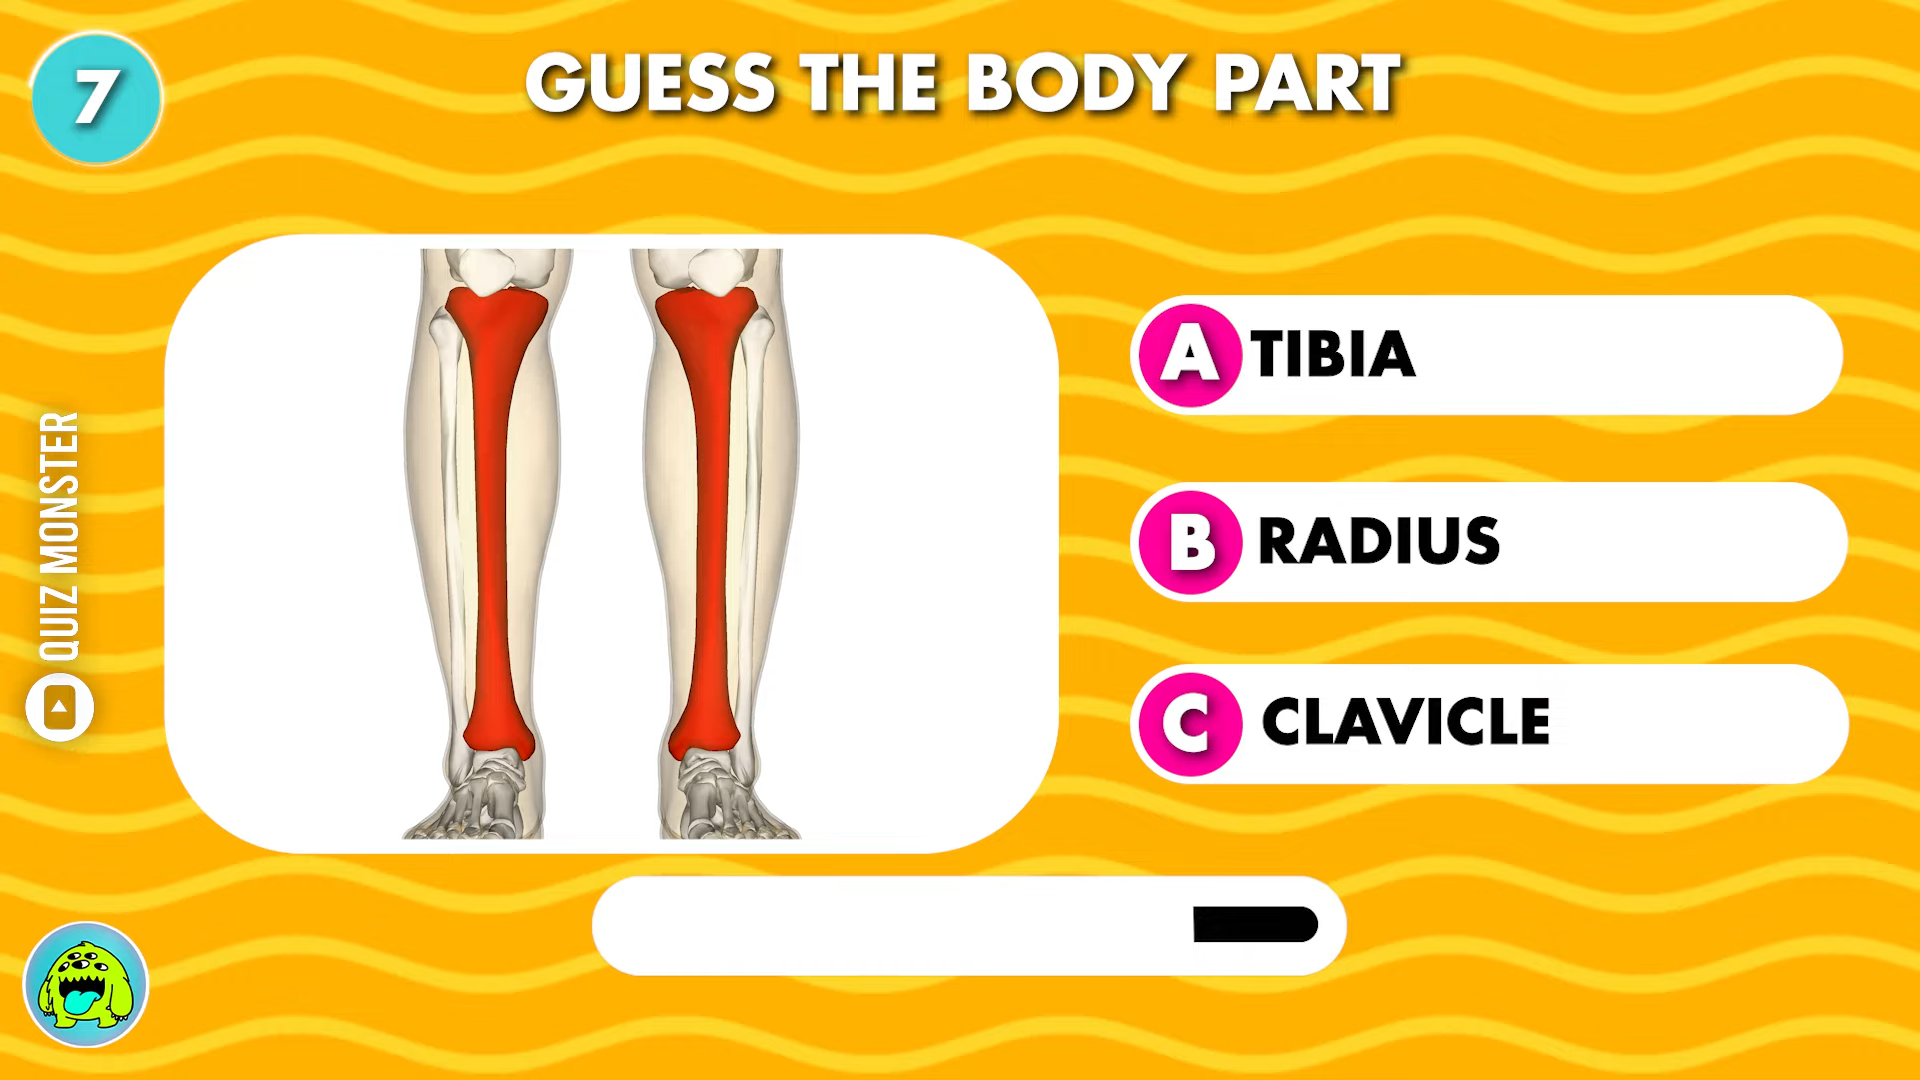 7
GUESS THE BODY PART
A TIBIA
B RADIUS
C CLAVICLE
QUIZ MONSTER